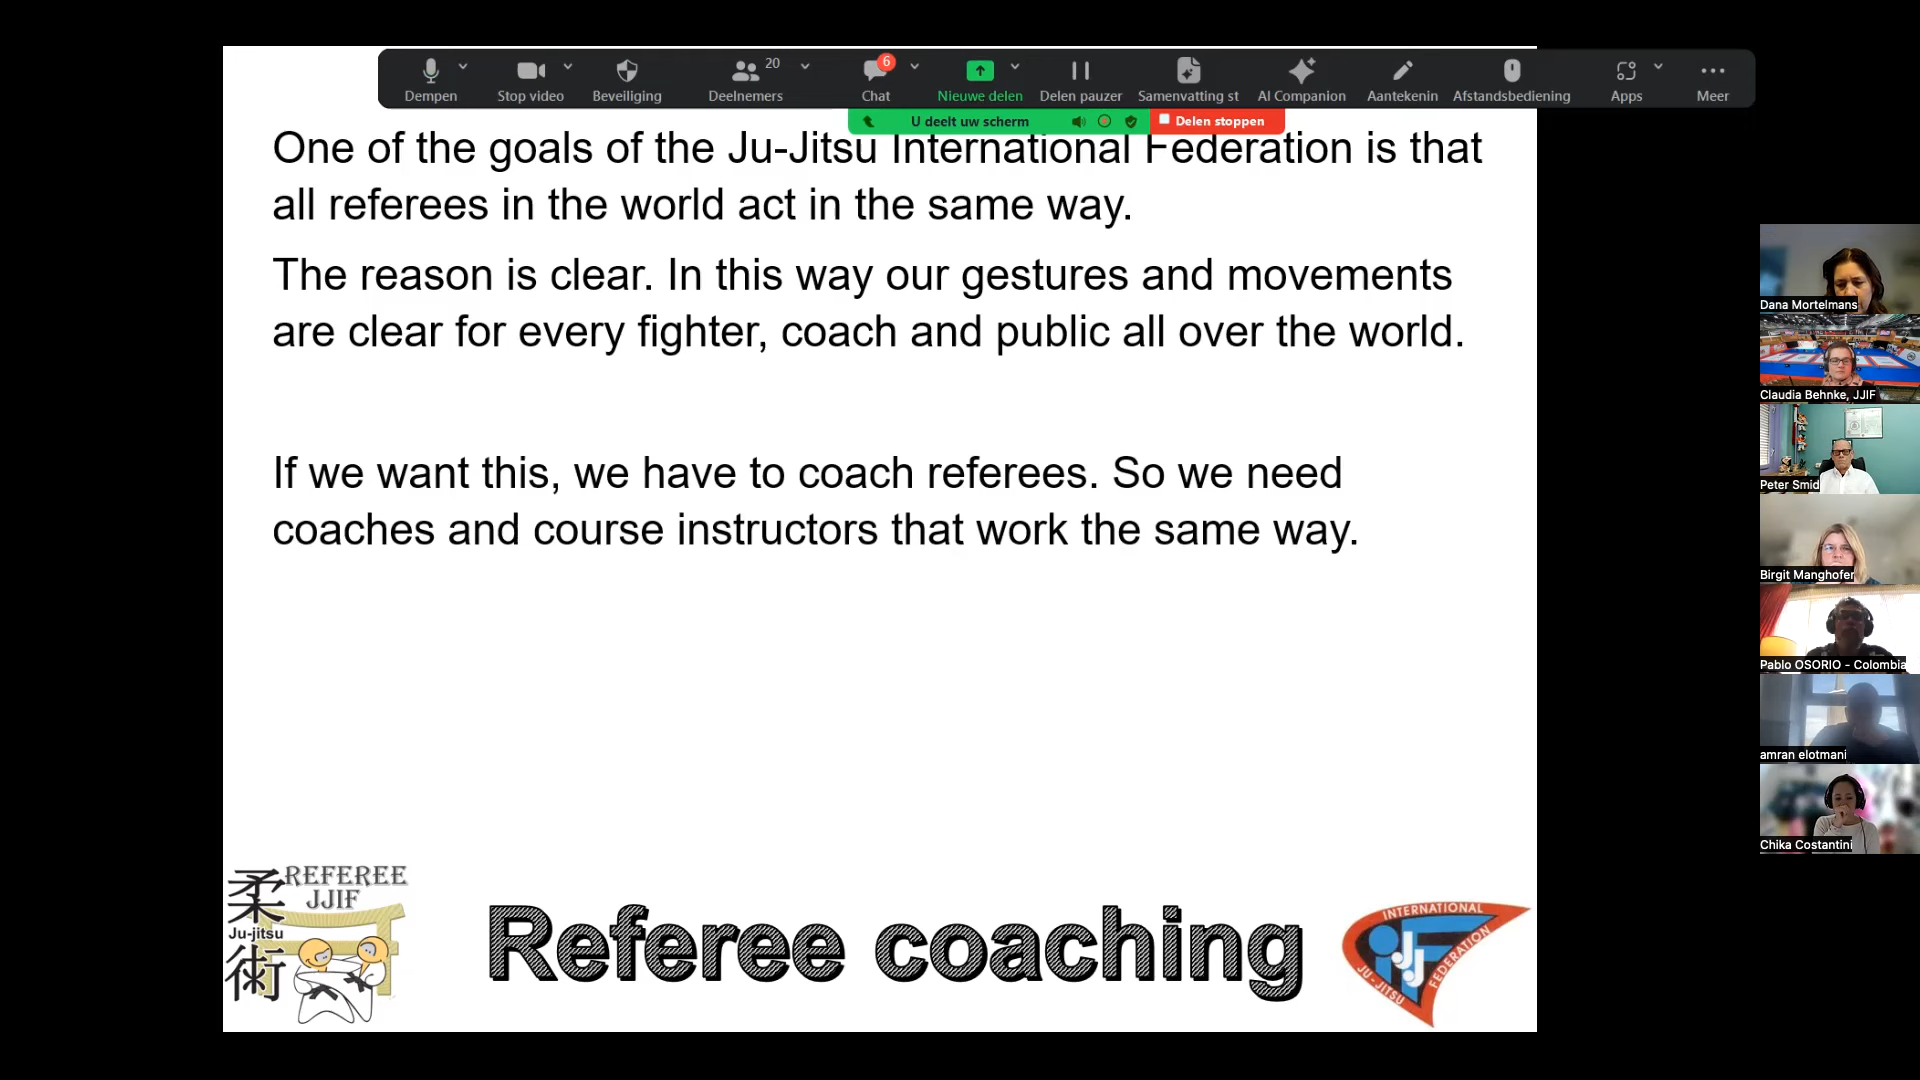 Dempen
Stop video
Beveiliging
20
Deelnemers
6
Chat
Nieuwe delen
Delen pauzer
Samenvatting st
AI Companion
Aantekenin
Afstandsbediening
Apps
Meer
U deelt uw scherm
Delen stoppen
One of the goals of the Ju-Jitsu International Federation is that
all referees in the world act in the same way.
The reason is clear. In this way our gestures and movements
are clear for every fighter, coach and public all over the world.
If we want this, we have to coach referees. So we need
coaches and course instructors that work the same way.
柔術
REFEREE
JJIF
Ju-jitsu
Referee coaching
INTERNATIONAL
FEDERATION
JU-JITSU
JJIF
Dana Mortelmans
Claudia Behnke, JJIF
Peter Smid
Birgit Manghofer
Pablo OSORIO - Colombia
amran elotmani
Chika Costantini